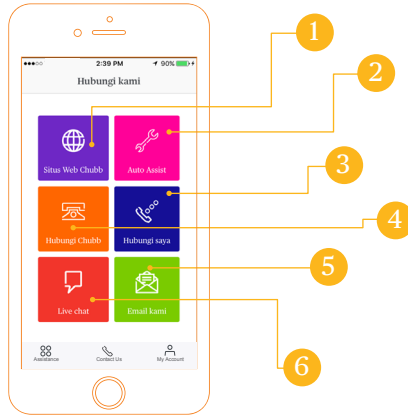 2:39 PM
90%
Hubungi kami
Situs Web Chubb
Auto Assist
Hubungi Chubb
Hubungi saya
Live chat
Email kami
Assistance
Contact Us
My Account
1
2
3
4
5
6